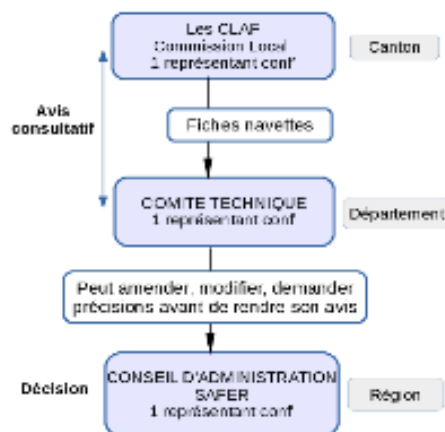 Les CLAF
Commission Local
1 représentant conf
Canton
Avis
consultatif
Fiches navettes
COMITE TECHNIQUE
1 représentant conf
Département
Peut amender, modifier, demander
précisions avant de rendre son avis
Décision
CONSEIL D'ADMINISTRATION
SAFER
1 représentant conf
Région